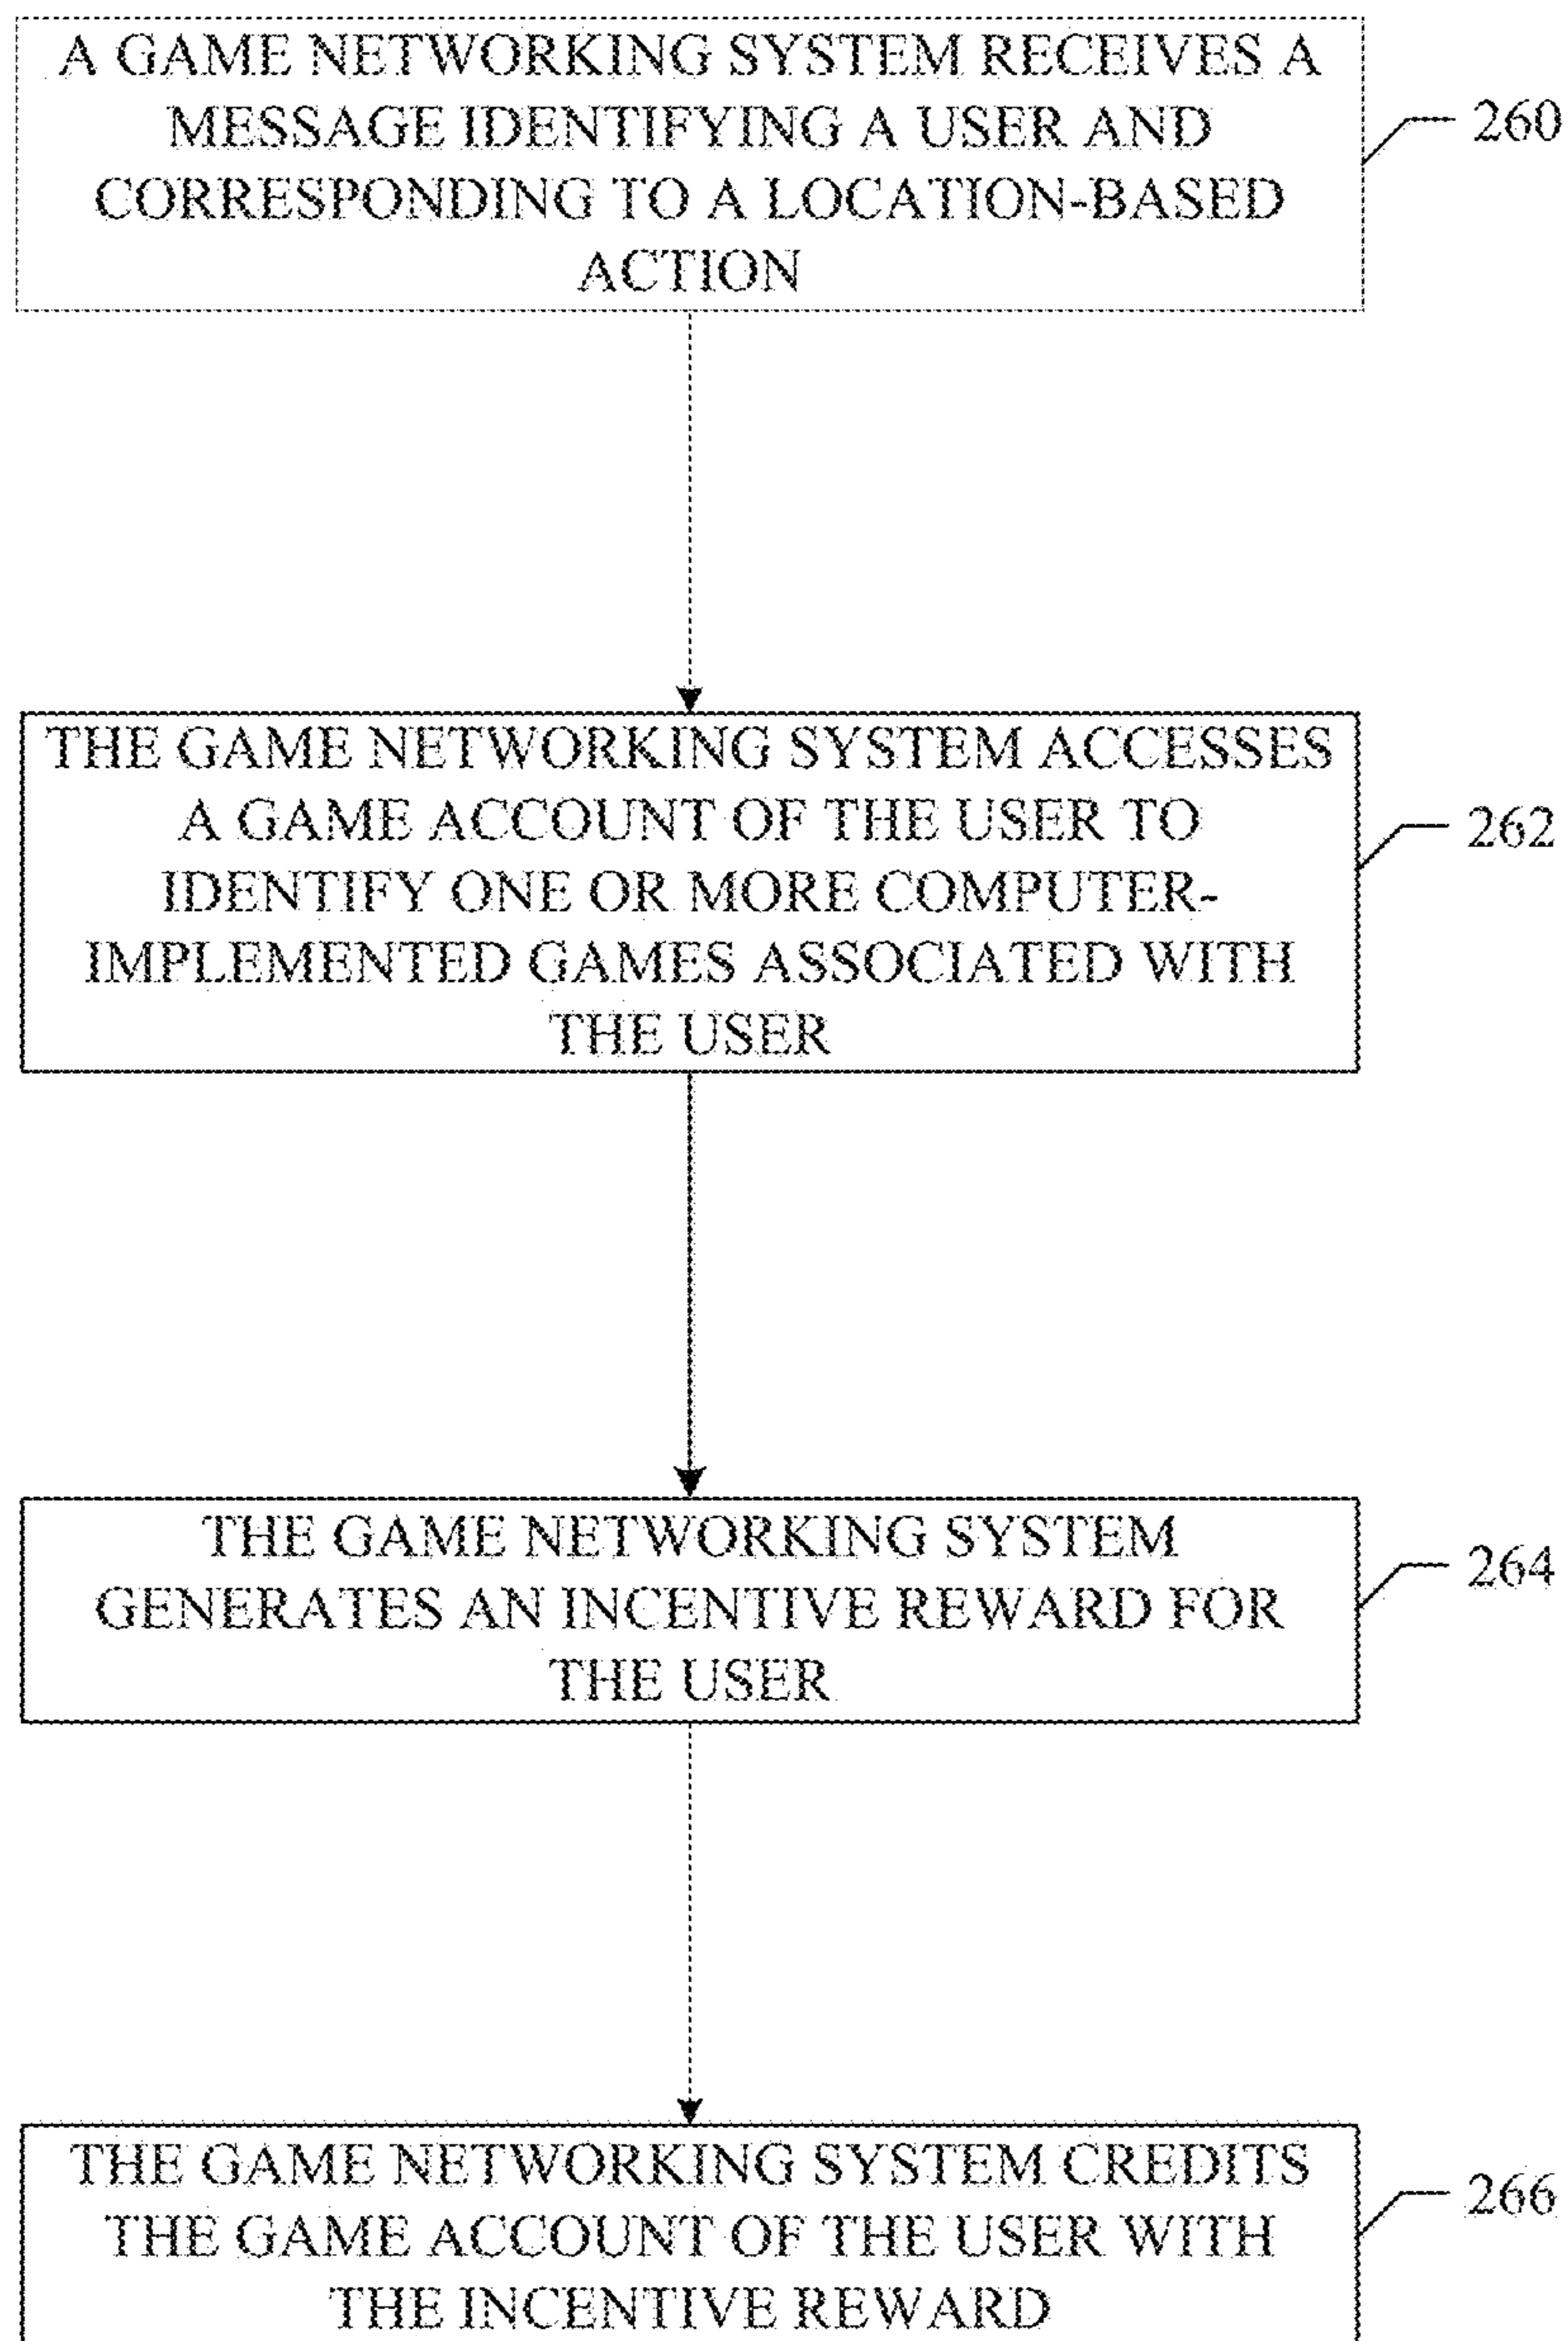 A GAME NETWORKING SYSTEM RECEIVES A
MESSAGE IDENTIFYING A USER AND
CORRESPONDING TO A LOCATION-BASED
ACTION
260
THE GAME NETWORKING SYSTEM ACCESSES
A GAME ACCOUNT OF THE USER TO
IDENTIFY ONE OR MORE COMPUTER-
IMPLEMENTED GAMES ASSOCIATED WITH
THE USER
262
THE GAME NETWORKING SYSTEM
GENERATES AN INCENTIVE REWARD FOR
THE USER
264
THE GAME NETWORKING SYSTEM CREDITS
THE GAME ACCOUNT OF THE USER WITH
THE INCENTIVE REWARD
266